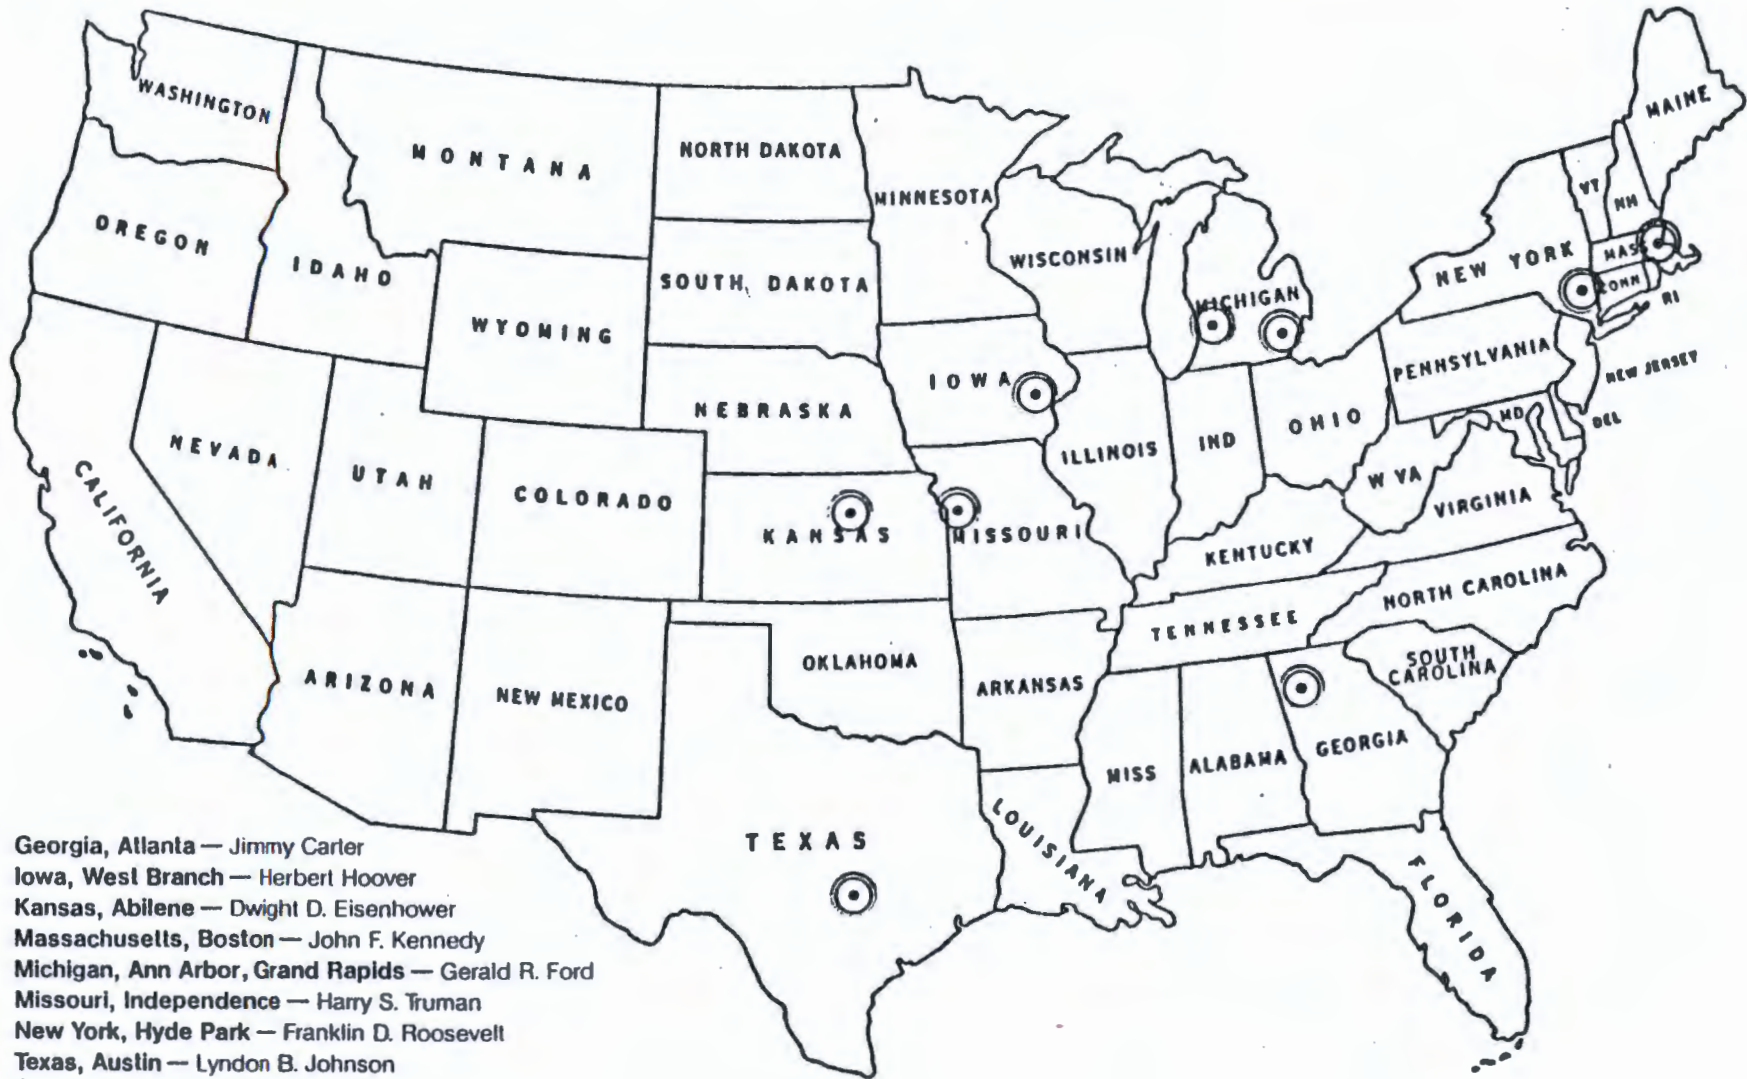 WASHINGTON
MONTANA
NORTH DAKOTA
MINNESOTA
MAINE
VT
NH
OREGON
IDAHO
WYOMING
SOUTH DAKOTA
WISCONSIN
MICHIGAN
NEW YORK
MASS
CONN
RI
NEBRASKA
IOWA
PENNSYLVANIA
NEW JERSEY
NEVADA
UTAH
COLORADO
ILLINOIS
IND
OHIO
MD
DEL
CALIFORNIA
KANSAS
MISSOURI
W VA
VIRGINIA
KENTUCKY
ARIZONA
NEW MEXICO
OKLAHOMA
ARKANSAS
TENNESSEE
NORTH CAROLINA
SOUTH
CAROLINA
TEXAS
LOUISIANA
MISS
ALABAMA
GEORGIA
FLORIDA
Georgia, Atlanta — Jimmy Carter
Iowa, West Branch — Herbert Hoover
Kansas, Abilene — Dwight D. Eisenhower
Massachusetts, Boston — John F. Kennedy
Michigan, Ann Arbor, Grand Rapids — Gerald R. Ford
Missouri, Independence — Harry S. Truman
New York, Hyde Park — Franklin D. Roosevelt
Texas, Austin — Lyndon B. Johnson